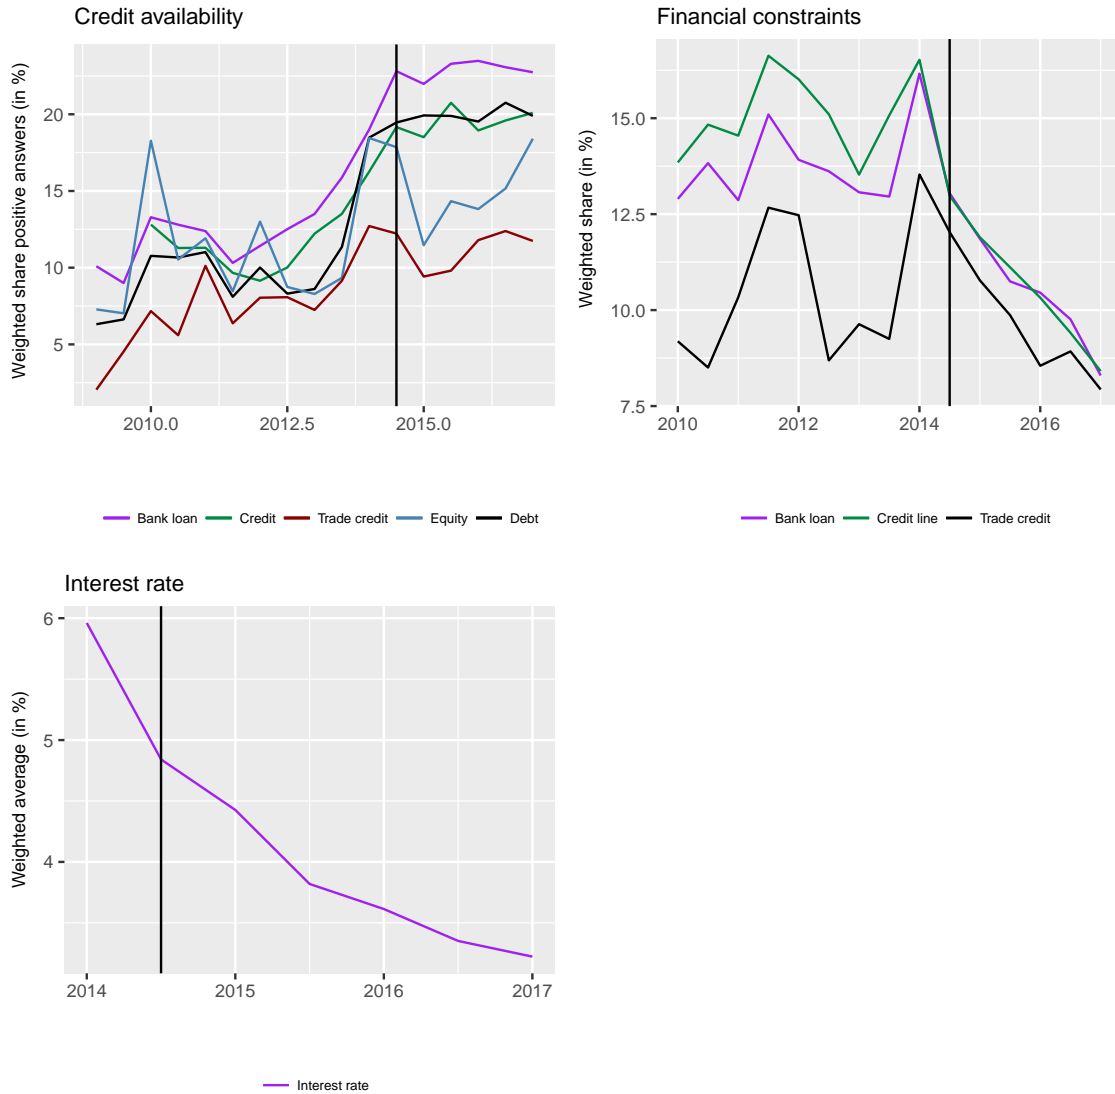 Credit availability
Weighted share positive answers (in %)
20
15
10
5
2010.0 2012.5 2015.0
Bank loan Credit Trade credit Equity Debt
Financial constraints
Weighted share (in %)
15.0
12.5
10.0
7.5
2010 2012 2014 2016
Bank loan Credit line Trade credit
Interest rate
Weighted average (in %)
6
5
4
2014 2015 2016 2017
Interest rate